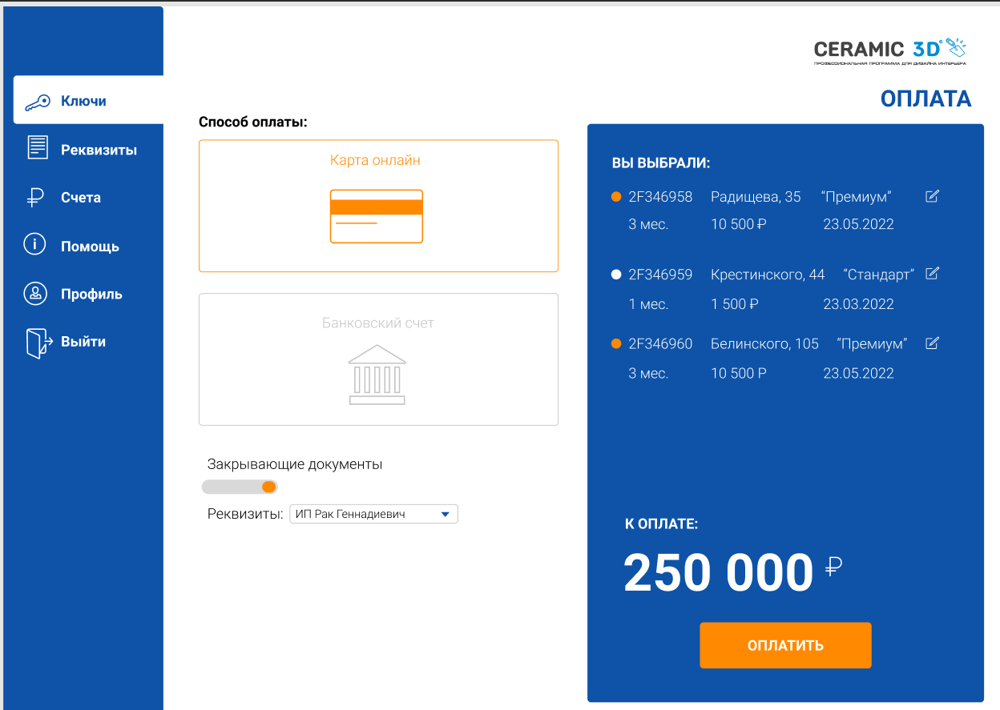 CERAMIC 3D
ПРОФЕССИОНАЛЬНАЯ ПРОГРАММА ДЛЯ ДИЗАЙНА ИНТЕРЬЕРА
ОПЛАТА
Ключи
Реквизиты
Счета
Помощь
Профиль
Выйти
Способ оплаты:
Карта онлайн
Банковский счет
Закрывающие документы
Реквизиты: ИП Рак Геннадиевич
ВЫ ВЫБРАЛИ:
2F346958 Радищева, 35 “Премиум”
3 мес. 10 500 ₽ 23.05.2022
2F346959 Крестинского, 44 “Стандарт”
1 мес. 1 500 ₽ 23.03.2022
2F346960 Белинского, 105 “Премиум”
3 мес. 10 500 Р 23.05.2022
К ОПЛАТЕ:
250 000 ₽
ОПЛАТИТЬ